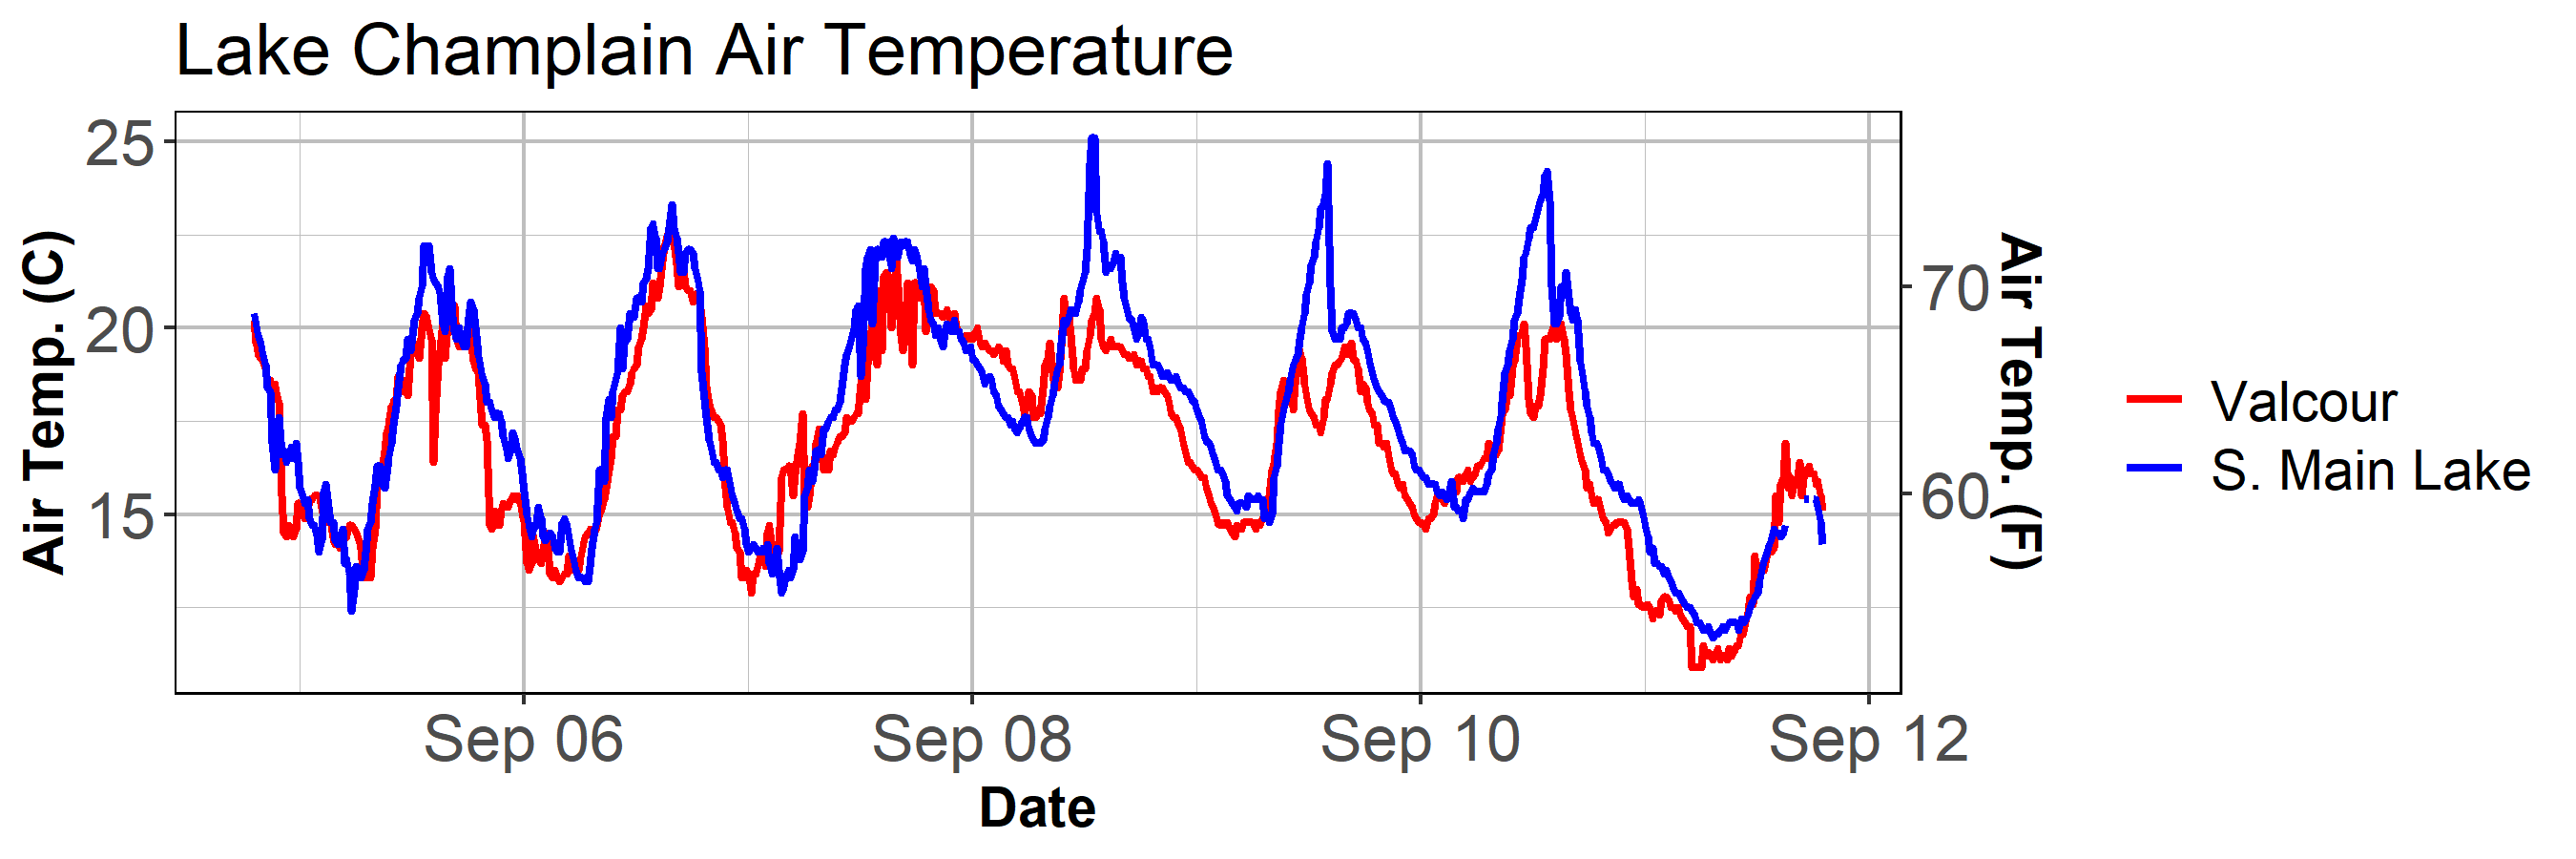 Lake Champlain Air Temperature
Air Temp. (C)
25
20
15
70
60
Air Temp. (F)
Sep 06
Sep 08
Sep 10
Sep 12
Date
Valcour
S. Main Lake